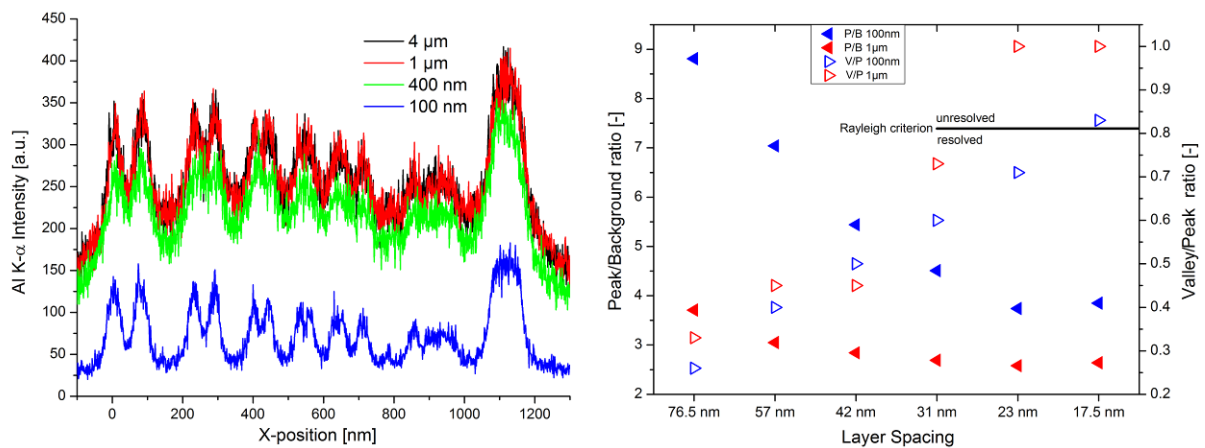 450
400
350
300
250
200
150
100
50
0
Al K-α Intensity [a.u.]
4 µm
1 µm
400 nm
100 nm
0 200 400 600 800 1000 1200
X-position [nm]
9
8
7
6
5
4
3
2
Peak/Background ratio [-]
P/B 100nm
P/B 1µm
V/P 100nm
V/P 1µm
unresolved
Rayleigh criterion
resolved
1.0
0.9
0.8
0.7
0.6
0.5
0.4
0.3
0.2
Valley/Peak ratio [-]
76.5 nm 57 nm 42 nm 31 nm 23 nm 17.5 nm
Layer Spacing